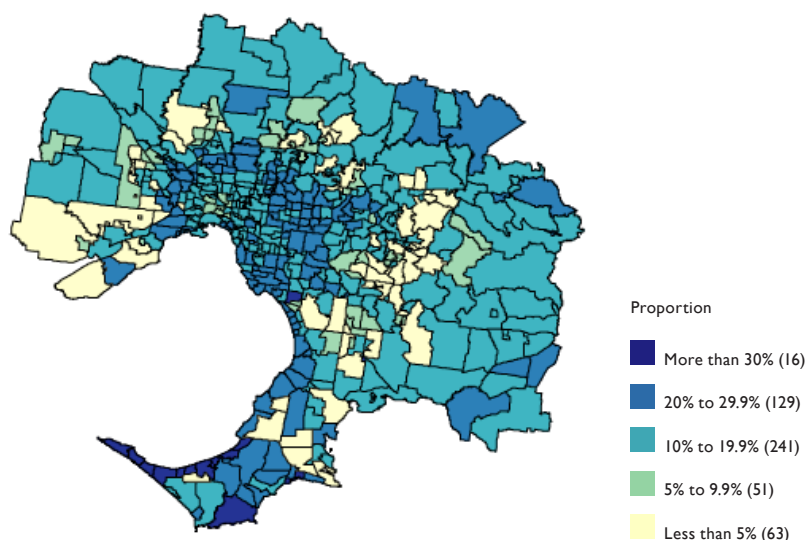 Proportion
More than 30% (16)
20% to 29.9% (129)
10% to 19.9% (241)
5% to 9.9% (51)
Less than 5% (63)